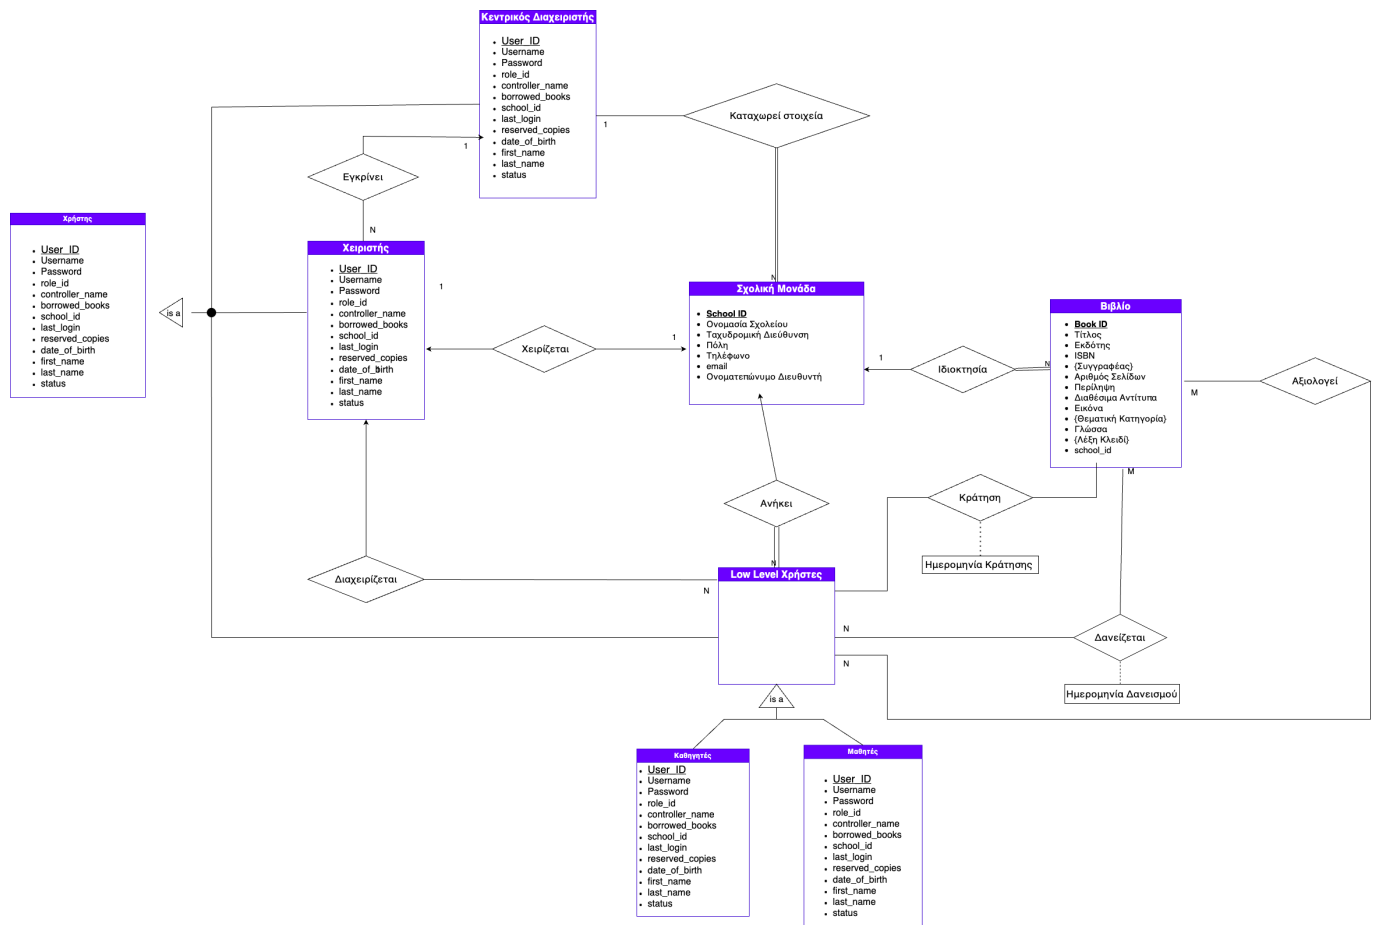 Κεντρικός Διαχειριστής
User_ID
Username
Password
role_id
controller_name
borrowed_books
school_id
last_login
reserved_copies
date_of_birth
first_name
last_name
status
1
Καταχωρεί στοιχεία
1
Εγκρίνει
N
Χρήστης
User_ID
Username
Password
role_id
controller_name
borrowed_books
school_id
last_login
reserved_copies
date_of_birth
first_name
last_name
status
is a
Χειριστής
User_ID
Username
Password
role_id
controller_name
borrowed_books
school_id
last_login
reserved_copies
date_of_birth
first_name
last_name
status
1
Χειρίζεται
1
N
Σχολική Μονάδα
School ID
Ονομασία Σχολείου
Ταχυδρομική Διεύθυνση
Πόλη
Τηλέφωνο
email
Ονοματεπώνυμο Διευθυντή
1
Ιδιοκτησία
N
Βιβλίο
Book ID
Τίτλος
Εκδότης
ISBN
{Συγγραφέας}
Αριθμός Σελίδων
Περίληψη
Διαθέσιμα Αντίτυπα
Εικόνα
{Θεματική Κατηγορία}
Γλώσσα
{Λέξη Κλειδί}
school_id
M
Αξιολογεί
M
Κράτηση
Ημερομηνία Κράτησης
Ανήκει
N
Διαχειρίζεται
N
Low Level Χρήστες
N
Δανείζεται
N
Ημερομηνία Δανεισμού
is a
Καθηγητές
User_ID
Username
Password
role_id
controller_name
borrowed_books
school_id
last_login
reserved_copies
date_of_birth
first_name
last_name
status
Μαθητές
User_ID
Username
Password
role_id
controller_name
borrowed_books
school_id
last_login
reserved_copies
date_of_birth
first_name
last_name
status